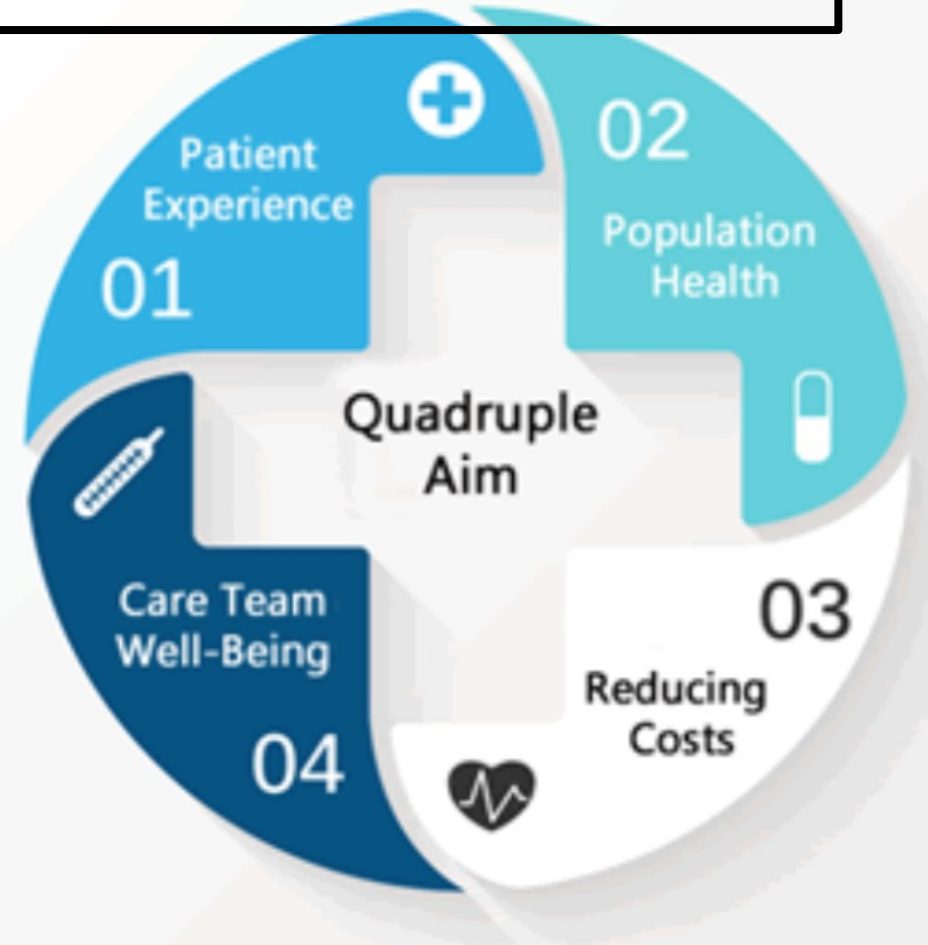 Patient
Experience
01
02
Population
Health
Quadruple
Aim
03
Reducing
Costs
Care Team
Well-Being
04